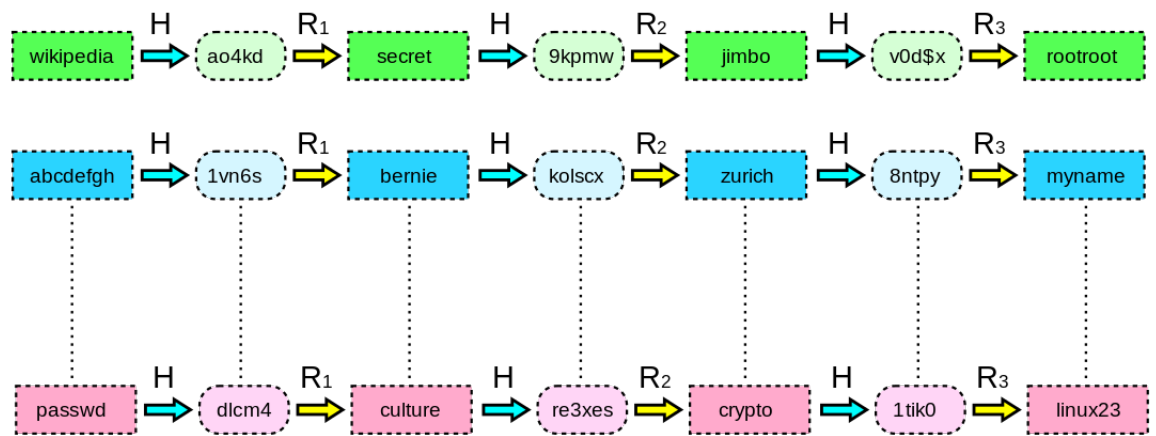 H R1 H R2 H R3
wikipedia ao4kd secret 9kpmw jimbo v0d$x rootroot
H R1 H R2 H R3
abcdefgh 1vn6s bernie kolscx zurich 8ntpy myname
H R1 H R2 H R3
passwd dlcm4 culture re3xes crypto 1tik0 linux23